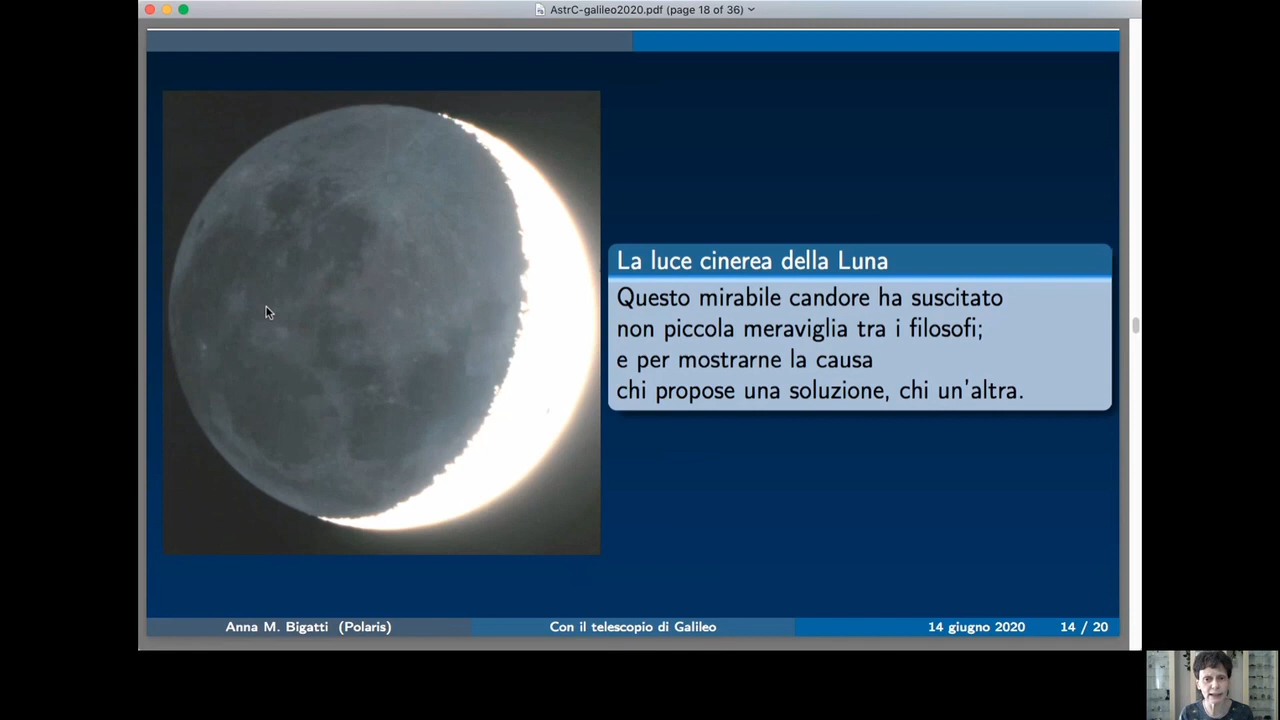 AstrC-galileo2020.pdf (page 18 of 36)
La luce cinerea della Luna
Questo mirabile candore ha suscitato
non piccola meraviglia tra i filosofi;
e per mostrarne la causa
chi propose una soluzione, chi un'altra.
Anna M. Bigatti (Polaris) Con il telescopio di Galileo 14 giugno 2020 14 / 20